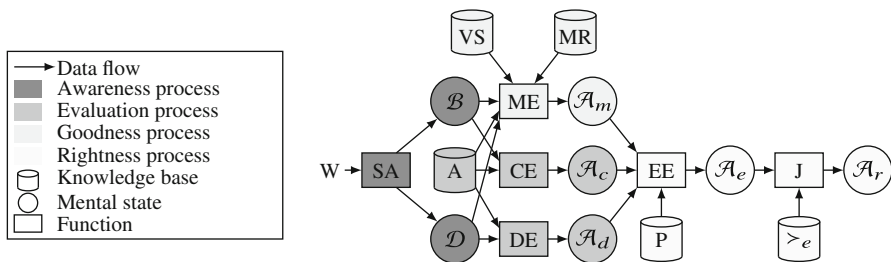 Data flow
Awareness process
Evaluation process
Goodness process
Rightness process
Knowledge base
Mental state
Function
VS MR
ℬ ME 𝒜m
W SA A CE 𝒜c EE 𝒜e J 𝒜r
𝒟 DE 𝒜d P ≻e